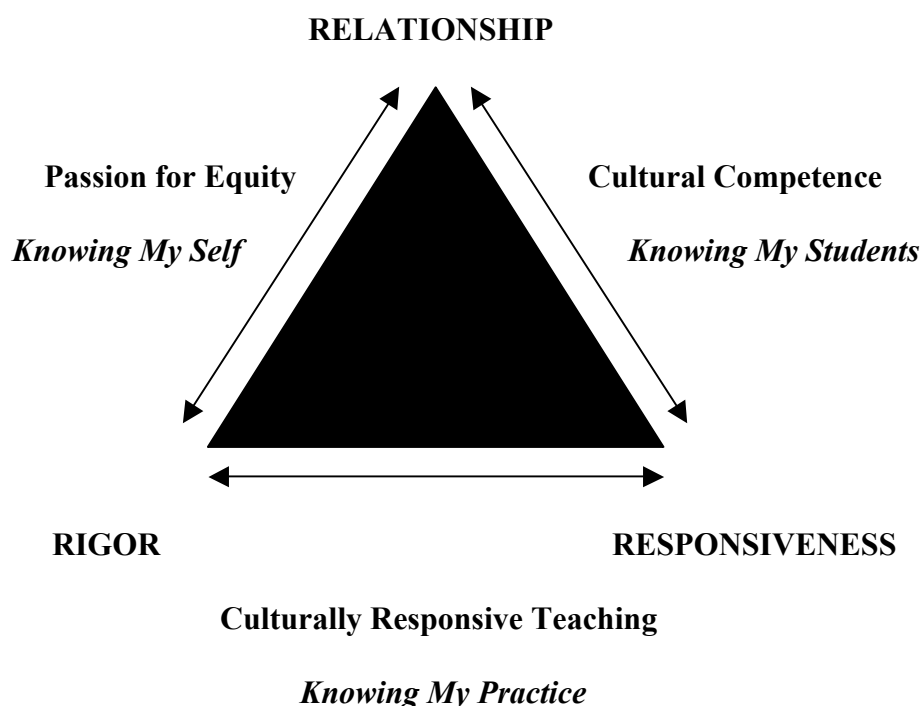 RELATIONSHIP
Passion for Equity
Cultural Competence
Knowing My Self
Knowing My Students
RIGOR
RESPONSIVENESS
Culturally Responsive Teaching
Knowing My Practice